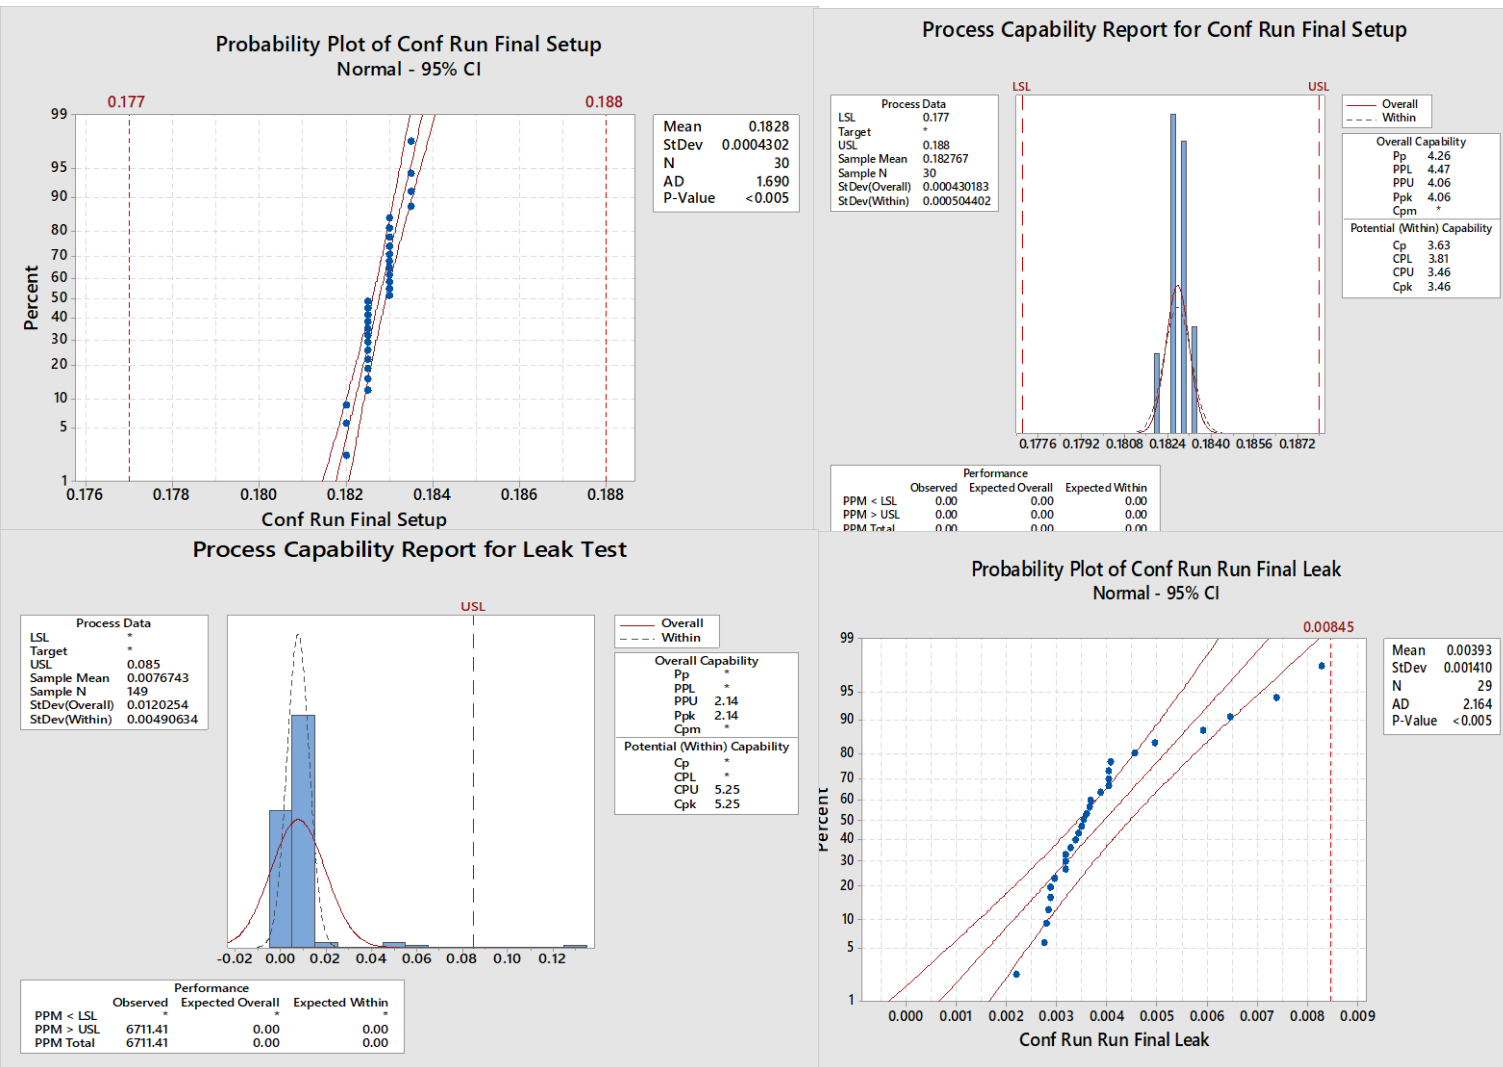 Probability Plot of Conf Run Final Setup
Normal - 95% CI
0.177 0.188
99
95
90
80
70
60
50
40
30
20
10
5
1
Percent
0.176 0.178 0.180 0.182 0.184 0.186 0.188
Conf Run Final Setup
Mean 0.1828
StDev 0.0004302
N 30
AD 1.690
P-Value <0.005
Process Capability Report for Conf Run Final Setup
LSL USL
Process Data
LSL 0.177
Target *
USL 0.188
Sample Mean 0.182767
Sample N 30
StDev(Overall) 0.000430183
StDev(Within) 0.000504402
Overall
Within
Overall Capability
Pp 4.26
PPL 4.47
PPU 4.06
Ppk 4.06
Cpm *
Potential (Within) Capability
Cp 3.63
CPL 3.81
CPU 3.46
Cpk 3.46
0.1776 0.1792 0.1808 0.1824 0.1840 0.1856 0.1872
Performance
Observed Expected Overall Expected Within
PPM < LSL 0.00 0.00 0.00
PPM > USL 0.00 0.00 0.00
PPM Total 0.00 0.00 0.00
Process Capability Report for Leak Test
USL
Process Data
LSL *
Target *
USL 0.085
Sample Mean 0.0076743
Sample N 149
StDev(Overall) 0.0120254
StDev(Within) 0.00490634
Overall
Within
Overall Capability
Pp *
PPL *
PPU 2.14
Ppk 2.14
Cpm *
Potential (Within) Capability
Cp *
CPL *
CPU 5.25
Cpk 5.25
-0.02 0.00 0.02 0.04 0.06 0.08 0.10 0.12
Performance
Observed Expected Overall Expected Within
PPM < LSL * * *
PPM > USL 6711.41 0.00 0.00
PPM Total 6711.41 0.00 0.00
Probability Plot of Conf Run Run Final Leak
Normal - 95% CI
0.00845
99
95
90
80
70
60
50
40
30
20
10
5
1
Percent
0.000 0.001 0.002 0.003 0.004 0.005 0.006 0.007 0.008 0.009
Conf Run Run Final Leak
Mean 0.00393
StDev 0.001410
N 29
AD 2.164
P-Value <0.005